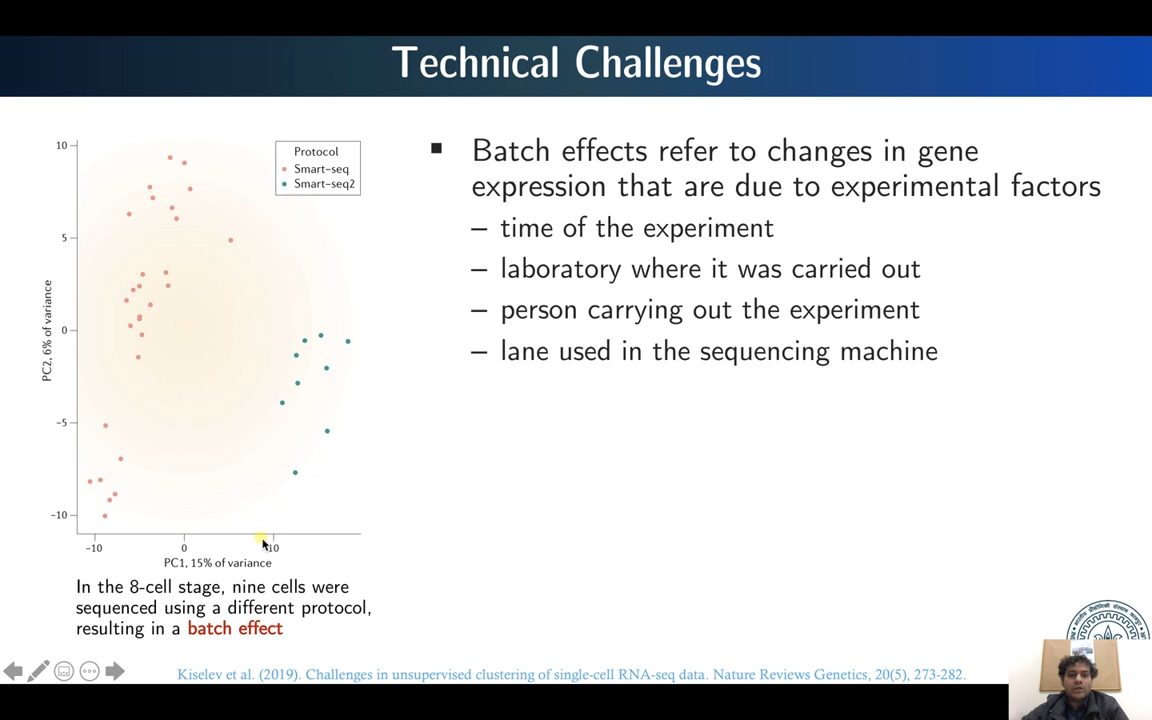 Technical Challenges
10
5
0
−5
−10
PC2, 6% of variance
Protocol
Smart-seq
Smart-seq2
−10
0
10
PC1, 15% of variance
In the 8-cell stage, nine cells were
sequenced using a different protocol,
resulting in a batch effect
■ Batch effects refer to changes in gene
expression that are due to experimental factors
– time of the experiment
– laboratory where it was carried out
– person carrying out the experiment
– lane used in the sequencing machine
Kiselev et al. (2019). Challenges in unsupervised clustering of single-cell RNA-seq data. Nature Reviews Genetics, 20(5), 273-282.